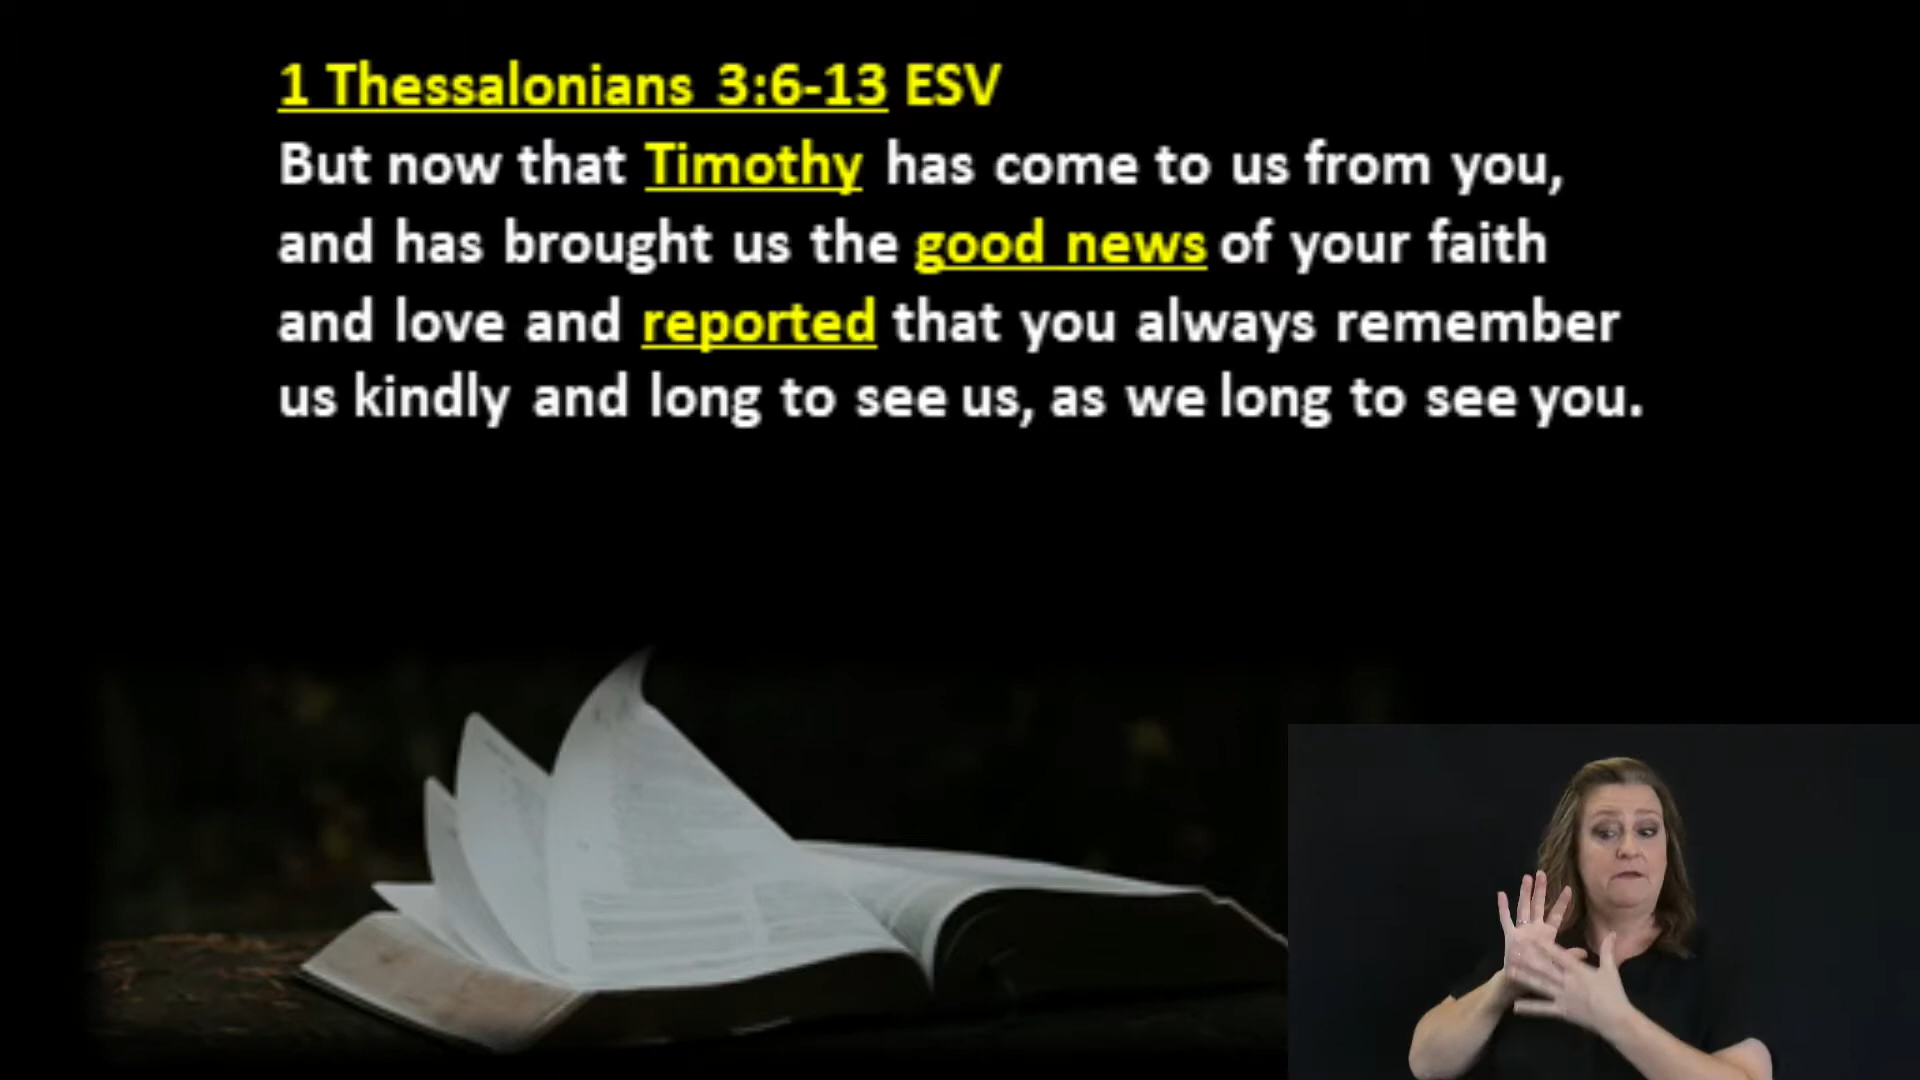 1 Thessalonians 3:6-13 ESV
But now that Timothy has come to us from you,
and has brought us the good news of your faith
and love and reported that you always remember
us kindly and long to see us, as we long to see you.